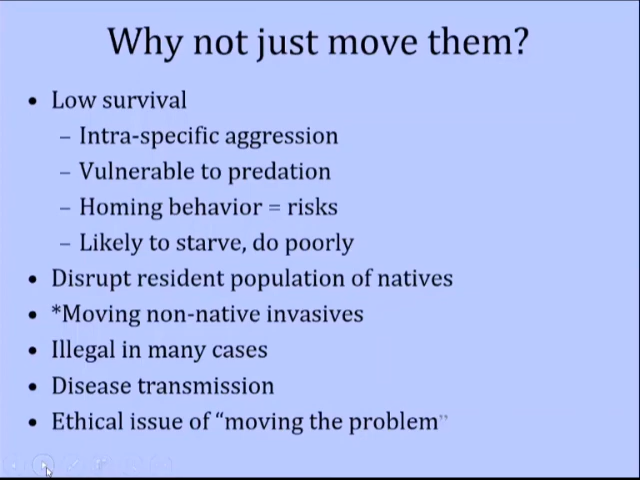 Why not just move them?
• Low survival
– Intra-specific aggression
– Vulnerable to predation
– Homing behavior = risks
– Likely to starve, do poorly
• Disrupt resident population of natives
• *Moving non-native invasives
• Illegal in many cases
• Disease transmission
• Ethical issue of “moving the problem”